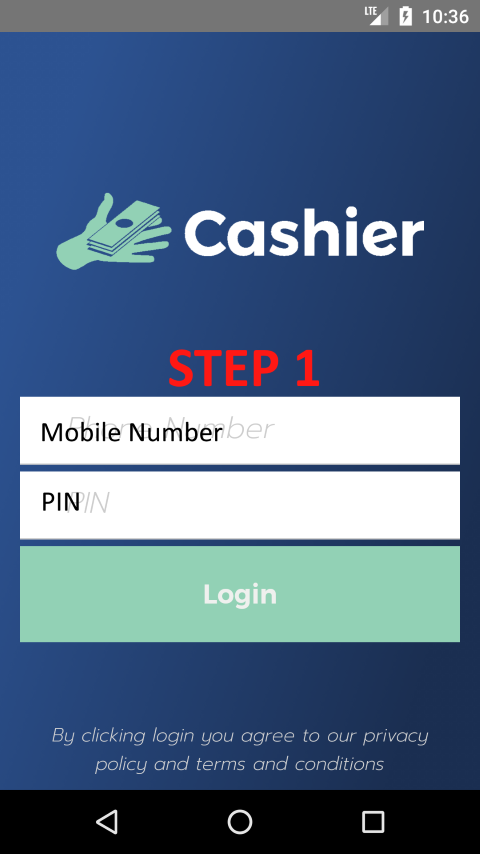 LTE 10:36
Cashier
STEP 1
Phone Number
Mobile Number
PIN
PIN
Login
By clicking login you agree to our privacy
policy and terms and conditions